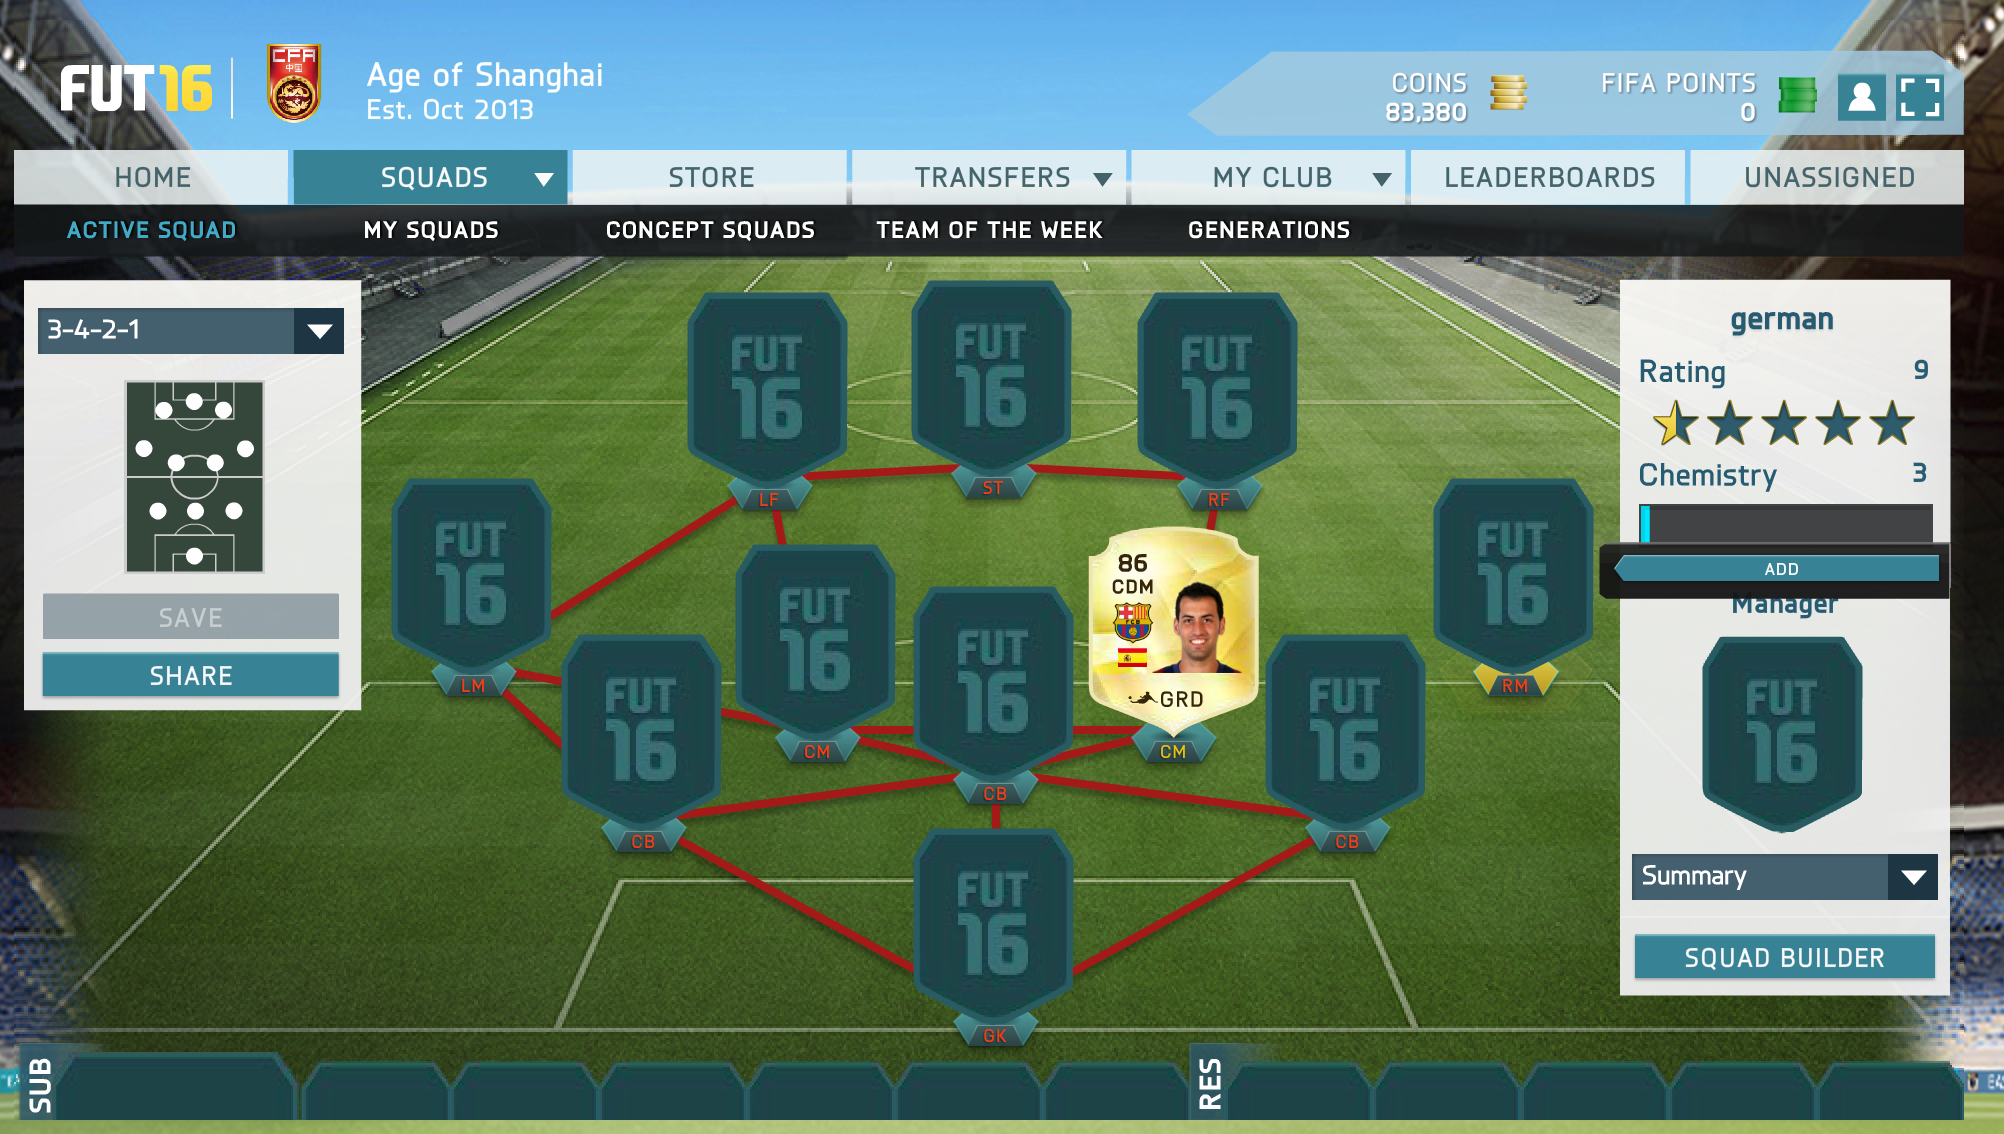 FUT16
CFA
中国
Age of Shanghai
Est. Oct 2013
COINS
83,380
FIFA POINTS
0
HOME
SQUADS
STORE
TRANSFERS
MY CLUB
LEADERBOARDS
UNASSIGNED
ACTIVE SQUAD
MY SQUADS
CONCEPT SQUADS
TEAM OF THE WEEK
GENERATIONS
3-4-2-1
SAVE
SHARE
FUT
16
LF
FUT
16
ST
FUT
16
RF
FUT
16
LM
FUT
16
CM
86
CDM
FCB
GRD
CM
FUT
16
RM
FUT
16
CB
FUT
16
CB
FUT
16
CB
FUT
16
GK
german
Rating 9
Chemistry 3
ADD
Manager
FUT
16
Summary
SQUAD BUILDER
SUB
RES